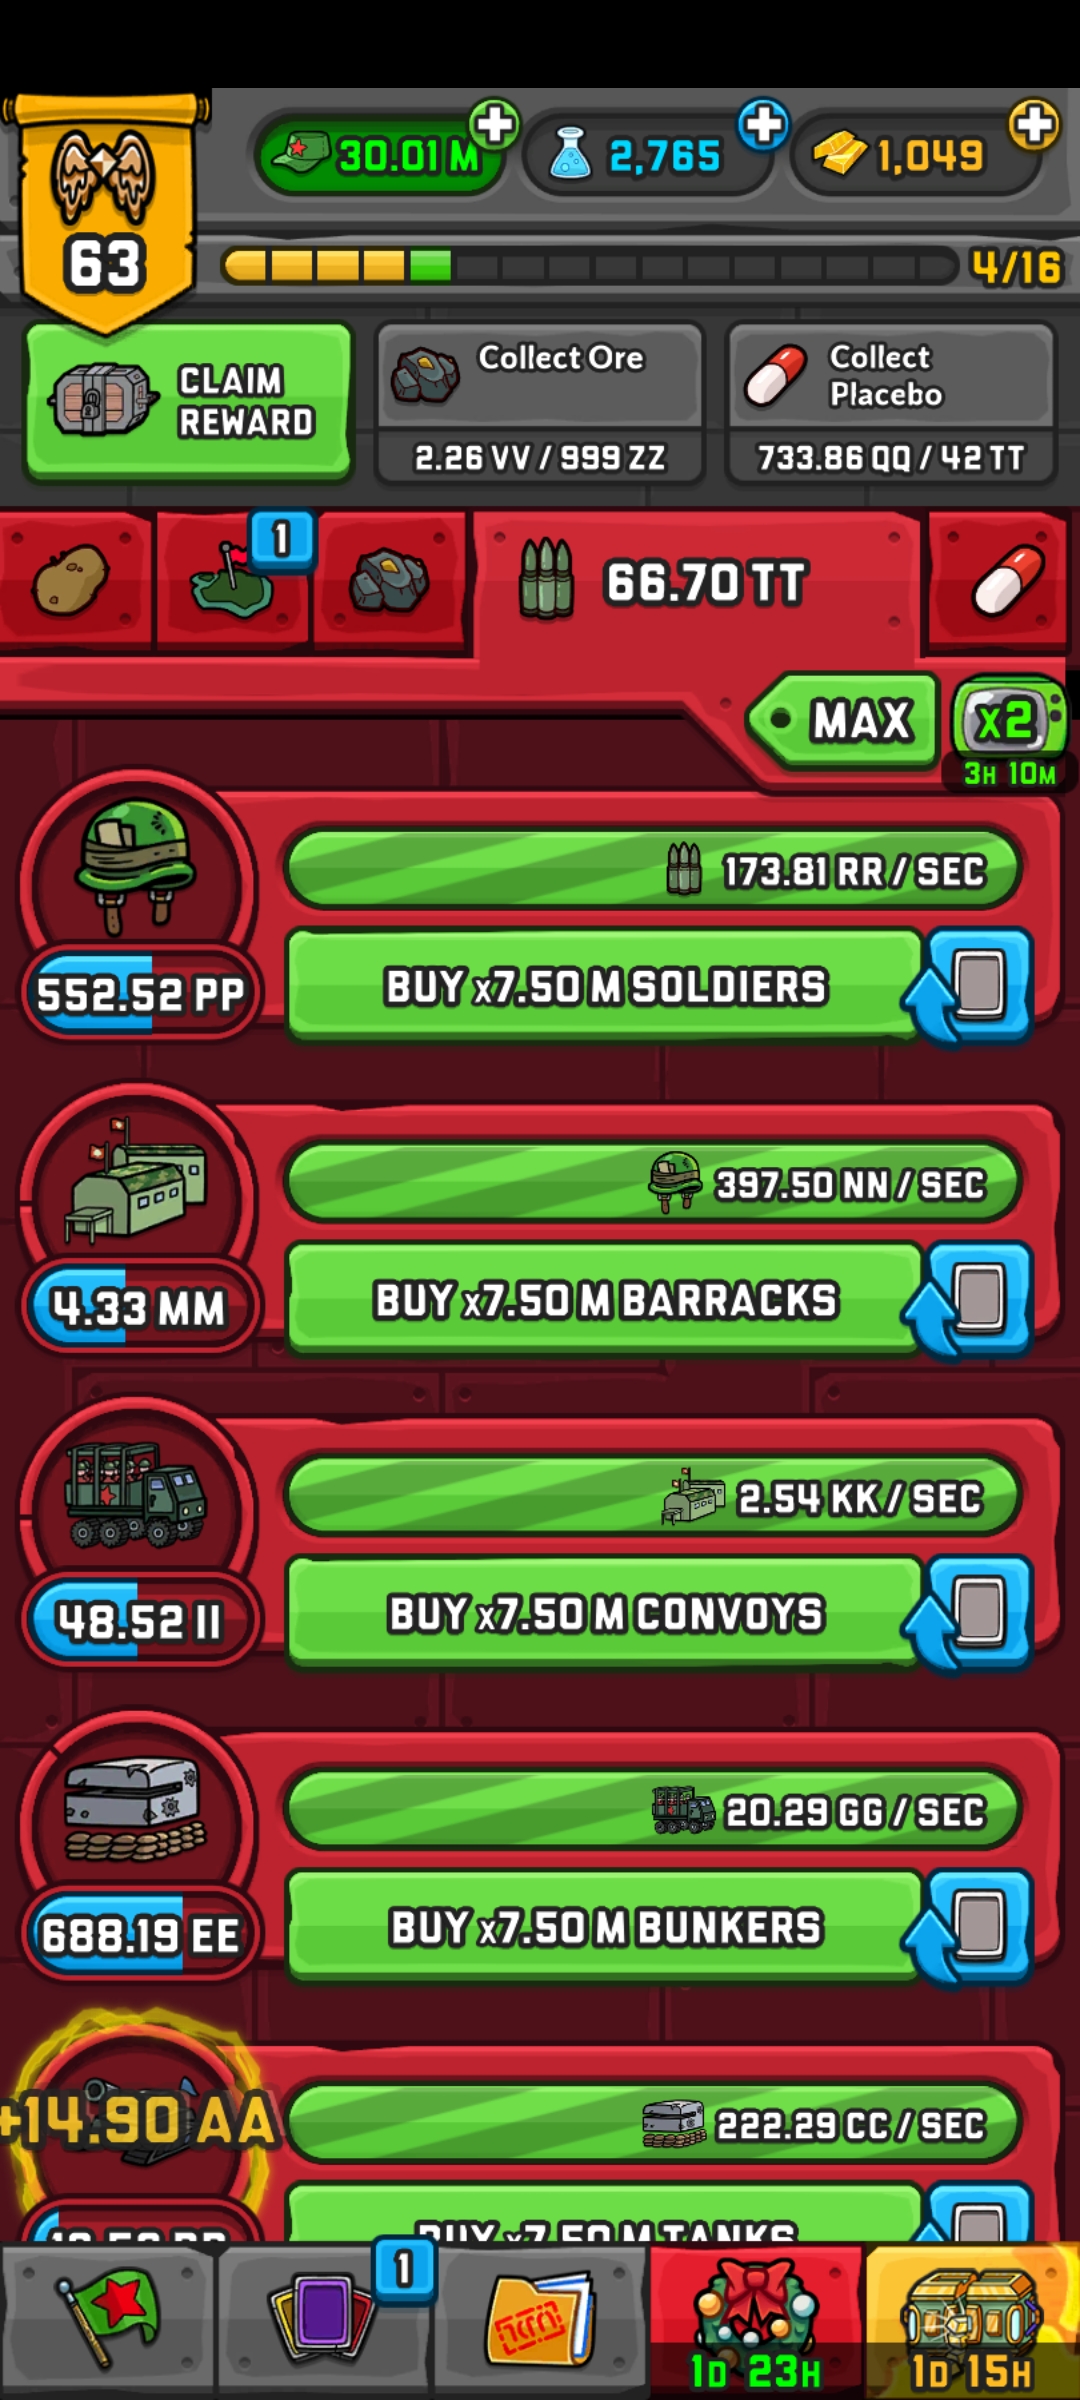 30.01 M
2,765
1,049
63
4/16
CLAIM
REWARD
Collect Ore
2.26 VV / 999 ZZ
Collect
Placebo
733.86 QQ / 42 TT
1
66.70 TT
MAX
x2
3H 10M
173.81 RR / SEC
552.52 PP
BUY x7.50 M SOLDIERS
397.50 NN / SEC
4.33 MM
BUY x7.50 M BARRACKS
2.54 KK / SEC
48.52 II
BUY x7.50 M CONVOYS
20.29 GG / SEC
688.19 EE
BUY x7.50 M BUNKERS
+14.90 AA
222.29 CC / SEC
BUY x7.50 M TANKS
1
1D 23H
1D 15H